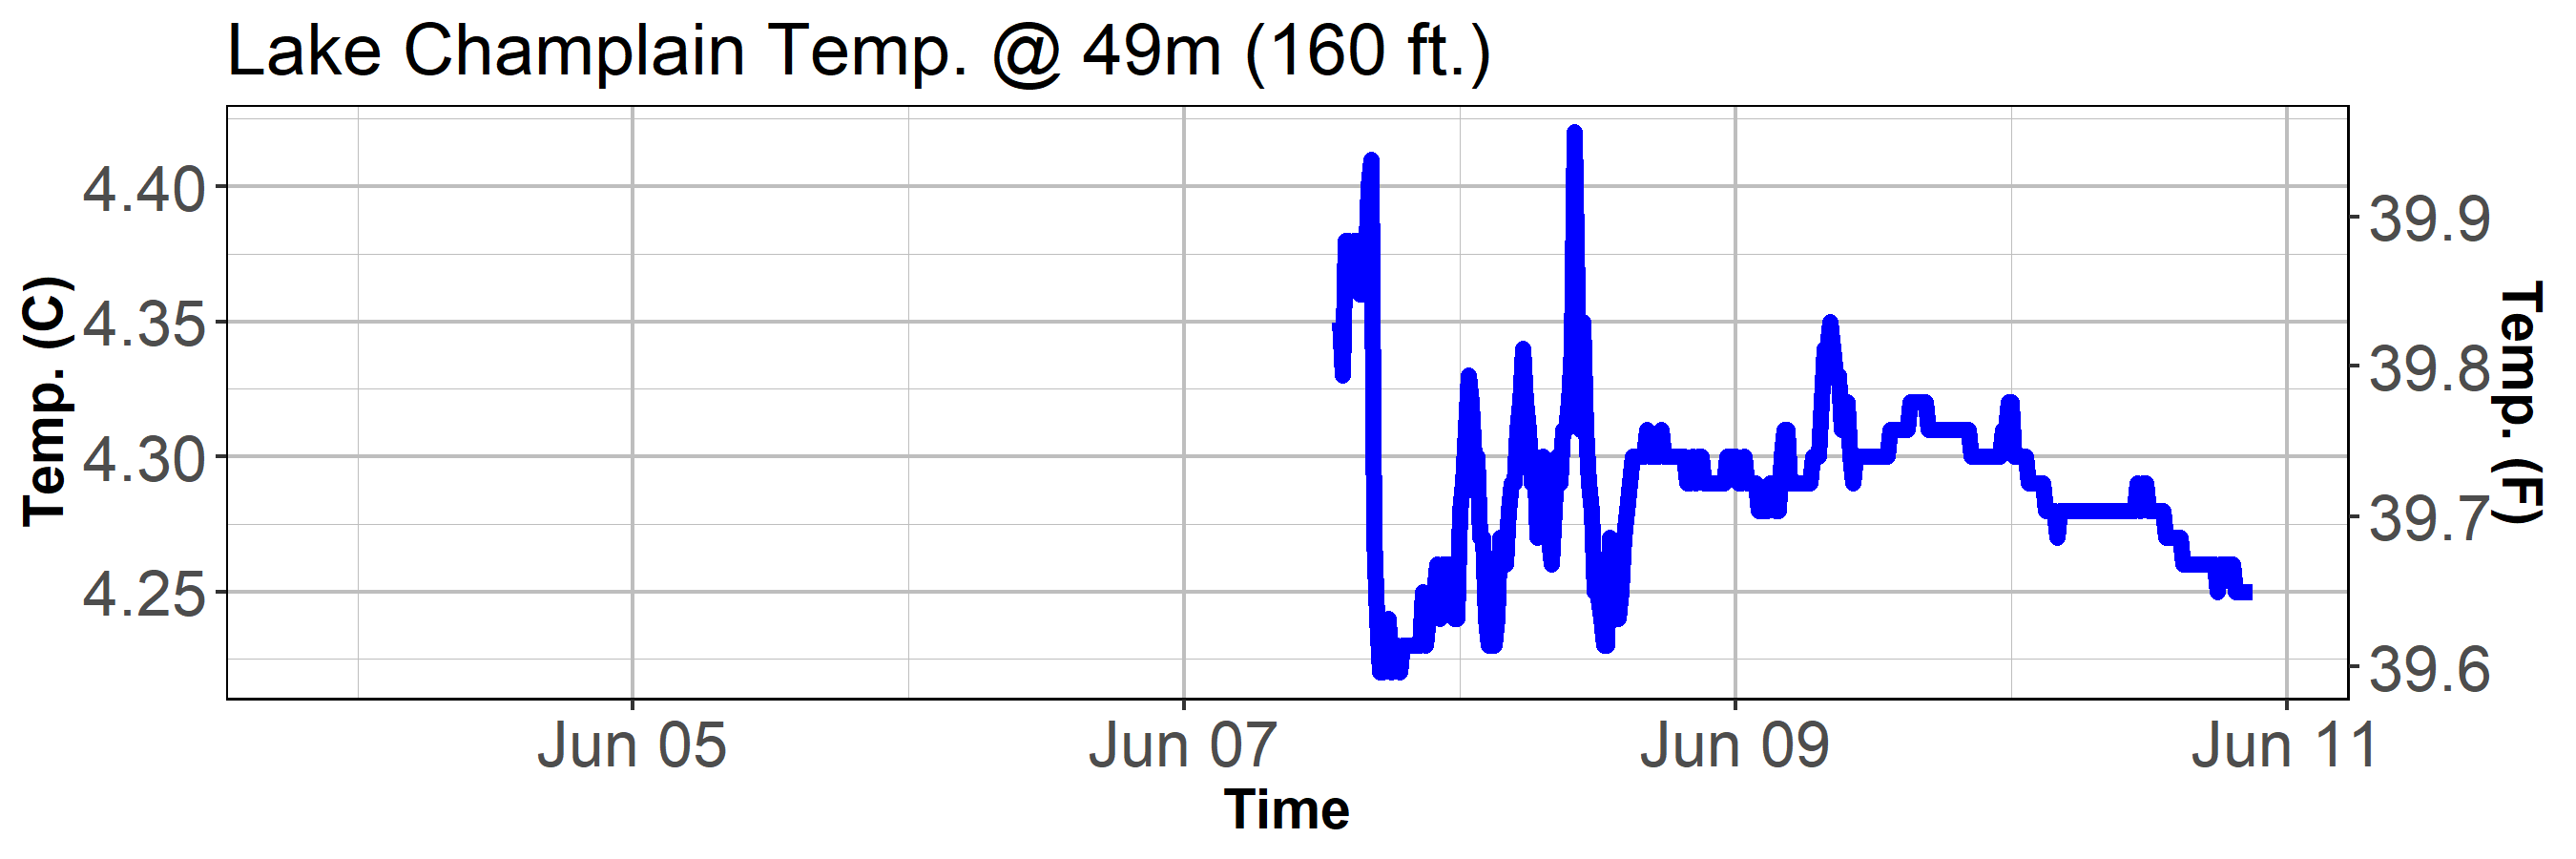 Lake Champlain Temp. @ 49m (160 ft.)
Temp. (C)
4.40
4.35
4.30
4.25
39.9
39.8
39.7
39.6
Temp. (F)
Jun 05 Jun 07 Jun 09 Jun 11
Time